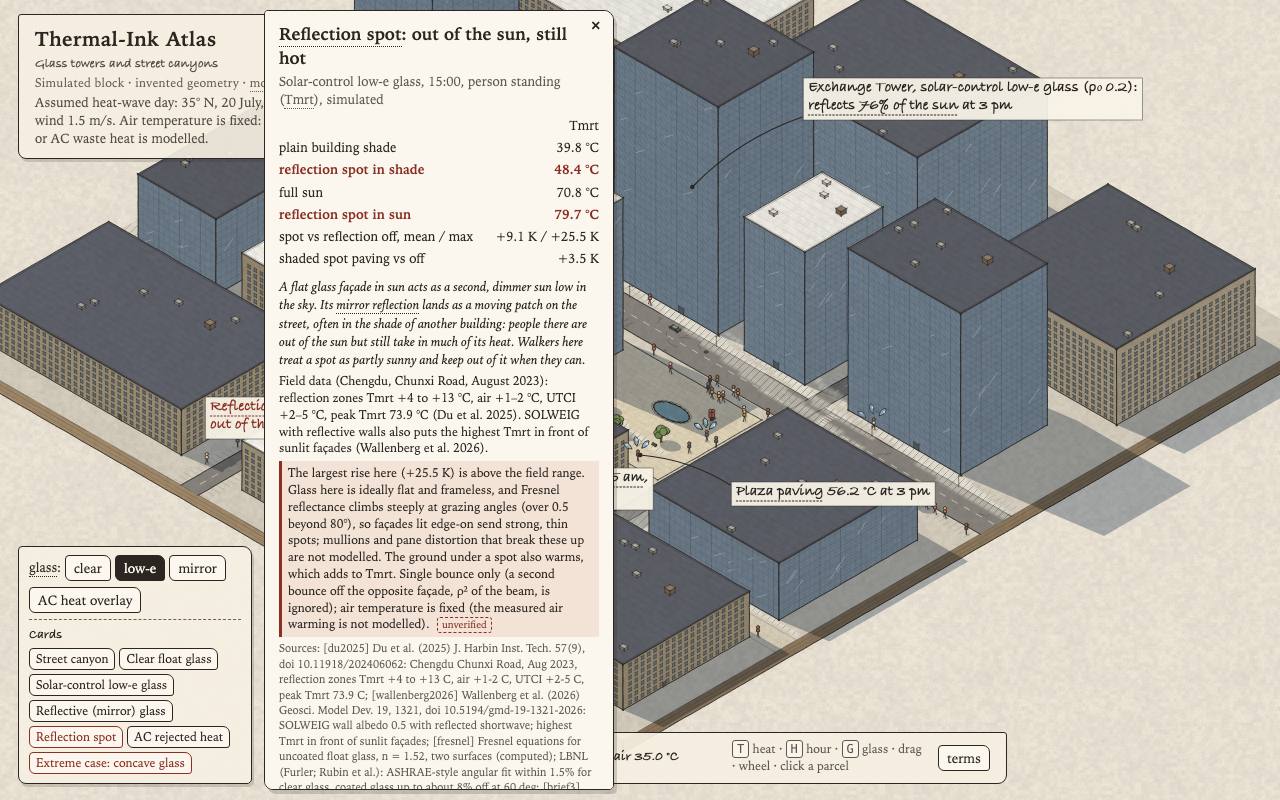 Thermal-Ink Atlas
Glass towers and street canyons
Simulated block · invented geometry ·
Assumed heat-wave day: 35° N, 20 July,
wind 1.5 m/s. Air temperature is fixed:
or AC waste heat is modelled.
Reflection spot: out of the sun, still
hot
×
Solar-control low-e glass, 15:00, person standing
(Tmrt), simulated
Tmrt
plain building shade 39.8 °C
reflection spot in shade 48.4 °C
full sun 70.8 °C
reflection spot in sun 79.7 °C
spot vs reflection off, mean / max +9.1 K / +25.5 K
shaded spot paving vs off +3.5 K
A flat glass façade in sun acts as a second, dimmer sun low in
the sky. Its mirror reflection lands as a moving patch on the
street, often in the shade of another building: people there are
out of the sun but still take in much of its heat. Walkers here
treat a spot as partly sunny and keep out of it when they can.
Field data (Chengdu, Chunxi Road, August 2023):
reflection zones Tmrt +4 to +13 °C, air +1–2 °C, UTCI
+2–5 °C, peak Tmrt 73.9 °C (Du et al. 2025). SOLWEIG
with reflective walls also puts the highest Tmrt in front of
sunlit façades (Wallenberg et al. 2026).
The largest rise here (+25.5 K) is above the field range.
Glass here is ideally flat and frameless, and Fresnel
reflectance climbs steeply at grazing angles (over 0.5
beyond 80°), so façades lit edge-on send strong, thin
spots; mullions and pane distortion that break these up
are not modelled. The ground under a spot also warms,
which adds to Tmrt. Single bounce only (a second
bounce off the opposite façade, ρ² of the beam, is
ignored); air temperature is fixed (the measured air
warming is not modelled). unverified
Sources: [du2025] Du et al. (2025) J. Harbin Inst. Tech. 57(9),
doi 10.11918/202406062: Chengdu Chunxi Road, Aug 2023,
reflection zones Tmrt +4 to +13 C, air +1-2 C, UTCI +2-5 C,
peak Tmrt 73.9 C; [wallenberg2026] Wallenberg et al. (2026)
Geosci. Model Dev. 19, 1321, doi 10.5194/gmd-19-1321-2026:
SOLWEIG wall albedo 0.5 with reflected shortwave; highest
Tmrt in front of sunlit façades; [fresnel] Fresnel equations for
uncoated float glass, n = 1.52, two surfaces (computed); LBNL
(Furler; Rubin et al.): ASHRAE-style angular fit within 1.5% for
clear glass, coated glass up to about 8% off at 60 deg; [brief3]
Exchange Tower, solar-control low-e glass (ρ₀ 0.2):
reflects 76% of the sun at 3 pm
out of th
5 am,
Plaza paving 56.2 °C at 3 pm
glass: clear low-e mirror
AC heat overlay
Cards
Street canyon Clear float glass
Solar-control low-e glass
Reflective (mirror) glass
Reflection spot AC rejected heat
Extreme case: concave glass
air 35.0 °C
T heat · H hour · G glass · drag
· wheel · click a parcel
terms